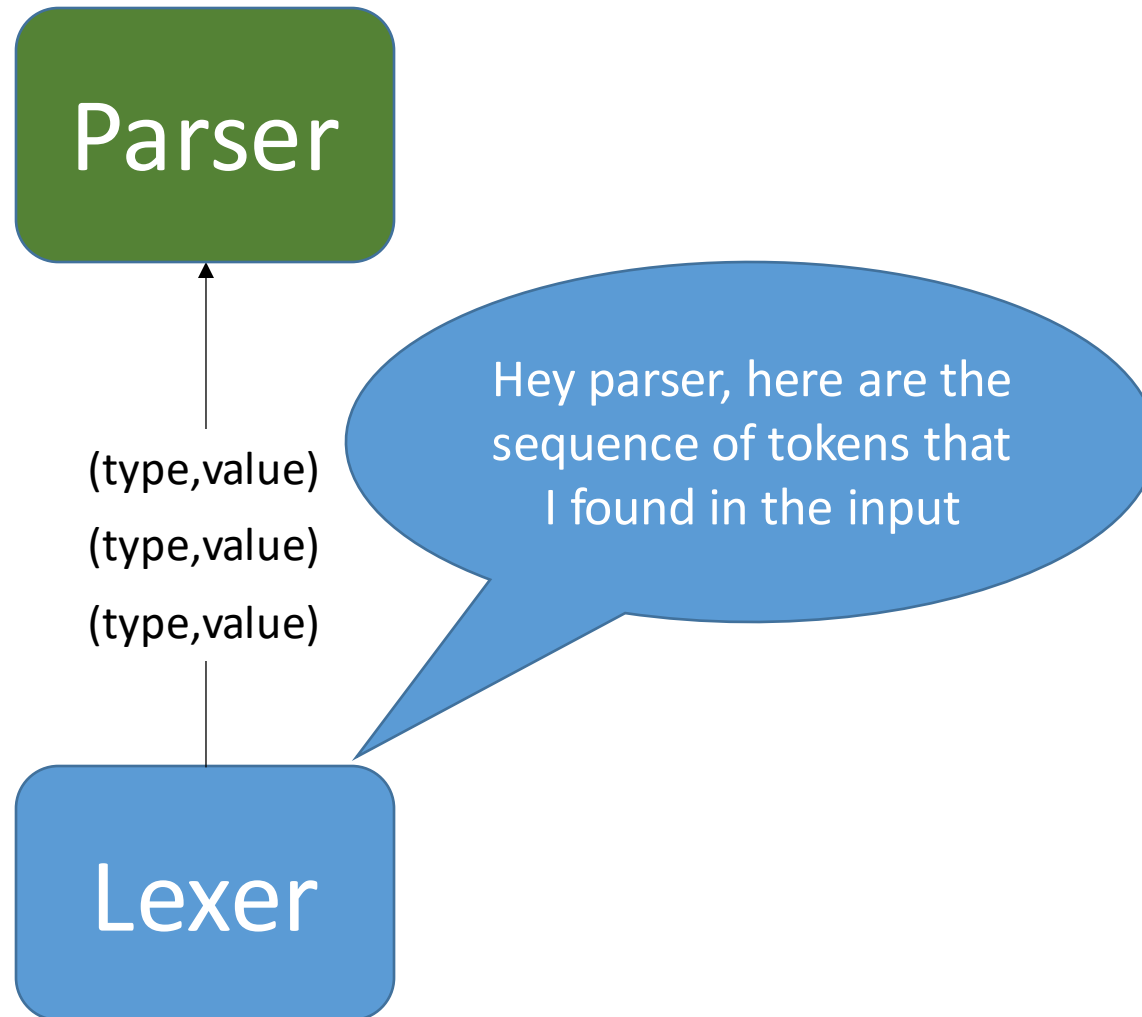 Parser
Hey parser, here are the
sequence of tokens that
I found in the input
(type,value)
(type,value)
(type,value)
Lexer